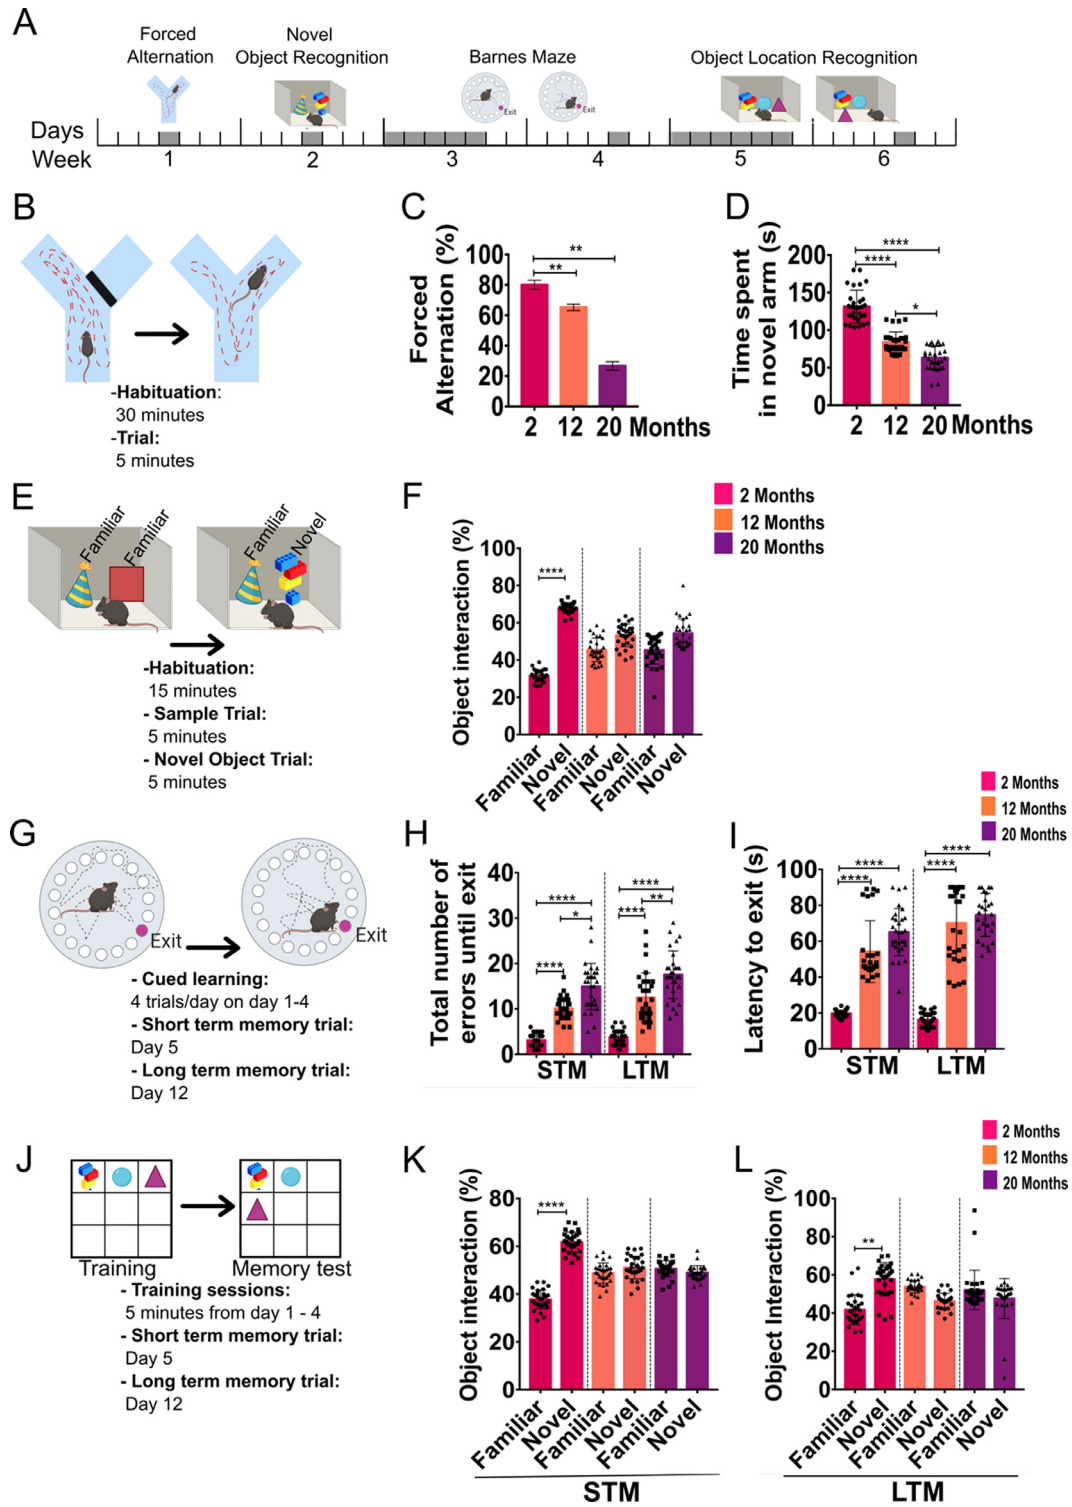 A
Forced
Alternation
Novel
Object Recognition
Barnes Maze
Object Location Recognition
Exit
Exit
Days
Week
1 2 3 4 5 6
B
-Habituation:
30 minutes
-Trial:
5 minutes
C
Forced
Alternation (%)
100
80
60
40
20
0
**
**
2 12 20 Months
D
Time spent
in novel arm (s)
200
150
100
50
0
****
****
*
2 12 20 Months
E
Familiar
Familiar
Familiar
Novel
-Habituation:
15 minutes
- Sample Trial:
5 minutes
- Novel Object Trial:
5 minutes
F
2 Months
12 Months
20 Months
Object interaction (%)
100
80
60
40
20
0
****
Familiar
Novel
Familiar
Novel
Familiar
Novel
G
Exit
Exit
- Cued learning:
4 trials/day on day 1-4
- Short term memory trial:
Day 5
- Long term memory trial:
Day 12
H
Total number of
errors until exit
40
30
20
10
0
****
*
****
****
**
****
STM LTM
I
2 Months
12 Months
20 Months
Latency to exit (s)
100
80
60
40
20
0
****
****
****
****
STM LTM
J
Training
Memory test
- Training sessions:
5 minutes from day 1 - 4
- Short term memory trial:
Day 5
- Long term memory trial:
Day 12
K
Object interaction (%)
80
60
40
20
0
****
Familiar
Novel
Familiar
Novel
Familiar
Novel
STM
L
2 Months
12 Months
20 Months
Object Interaction (%)
100
80
60
40
20
0
**
Familiar
Novel
Familiar
Novel
Familiar
Novel
LTM